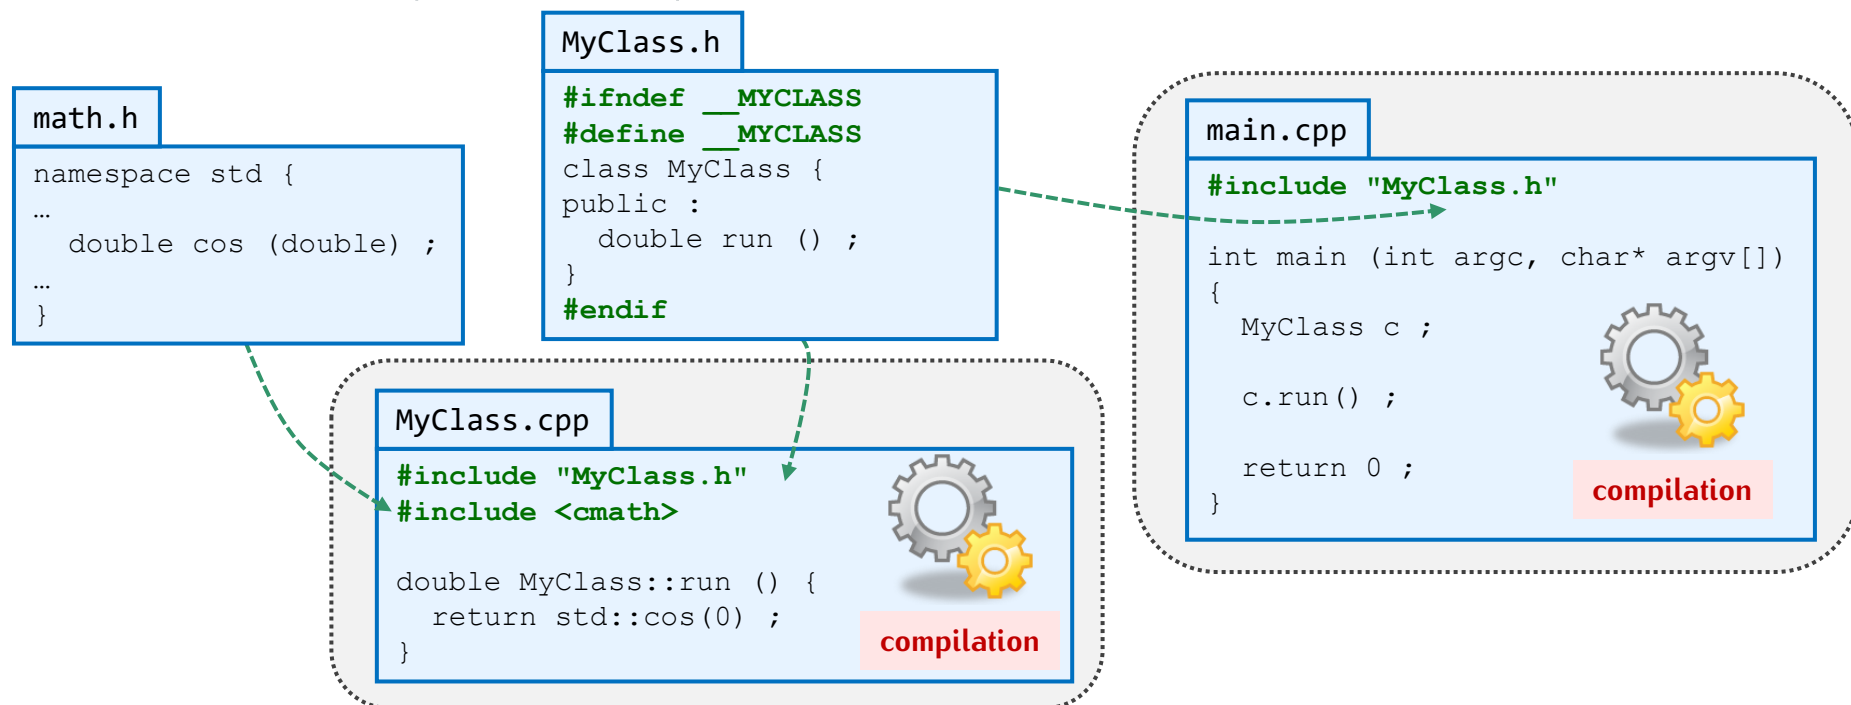 math.h
namespace std {
…
  double cos (double) ;
…
}
MyClass.h
#ifndef __MYCLASS
#define __MYCLASS
class MyClass {
public :
  double run () ;
}
#endif
MyClass.cpp
#include "MyClass.h"
#include <cmath>
double MyClass::run () {
  return std::cos(0) ;
}
compilation
main.cpp
#include "MyClass.h"
int main (int argc, char* argv[])
{
  MyClass c ;
  c.run() ;
  return 0 ;
}
compilation